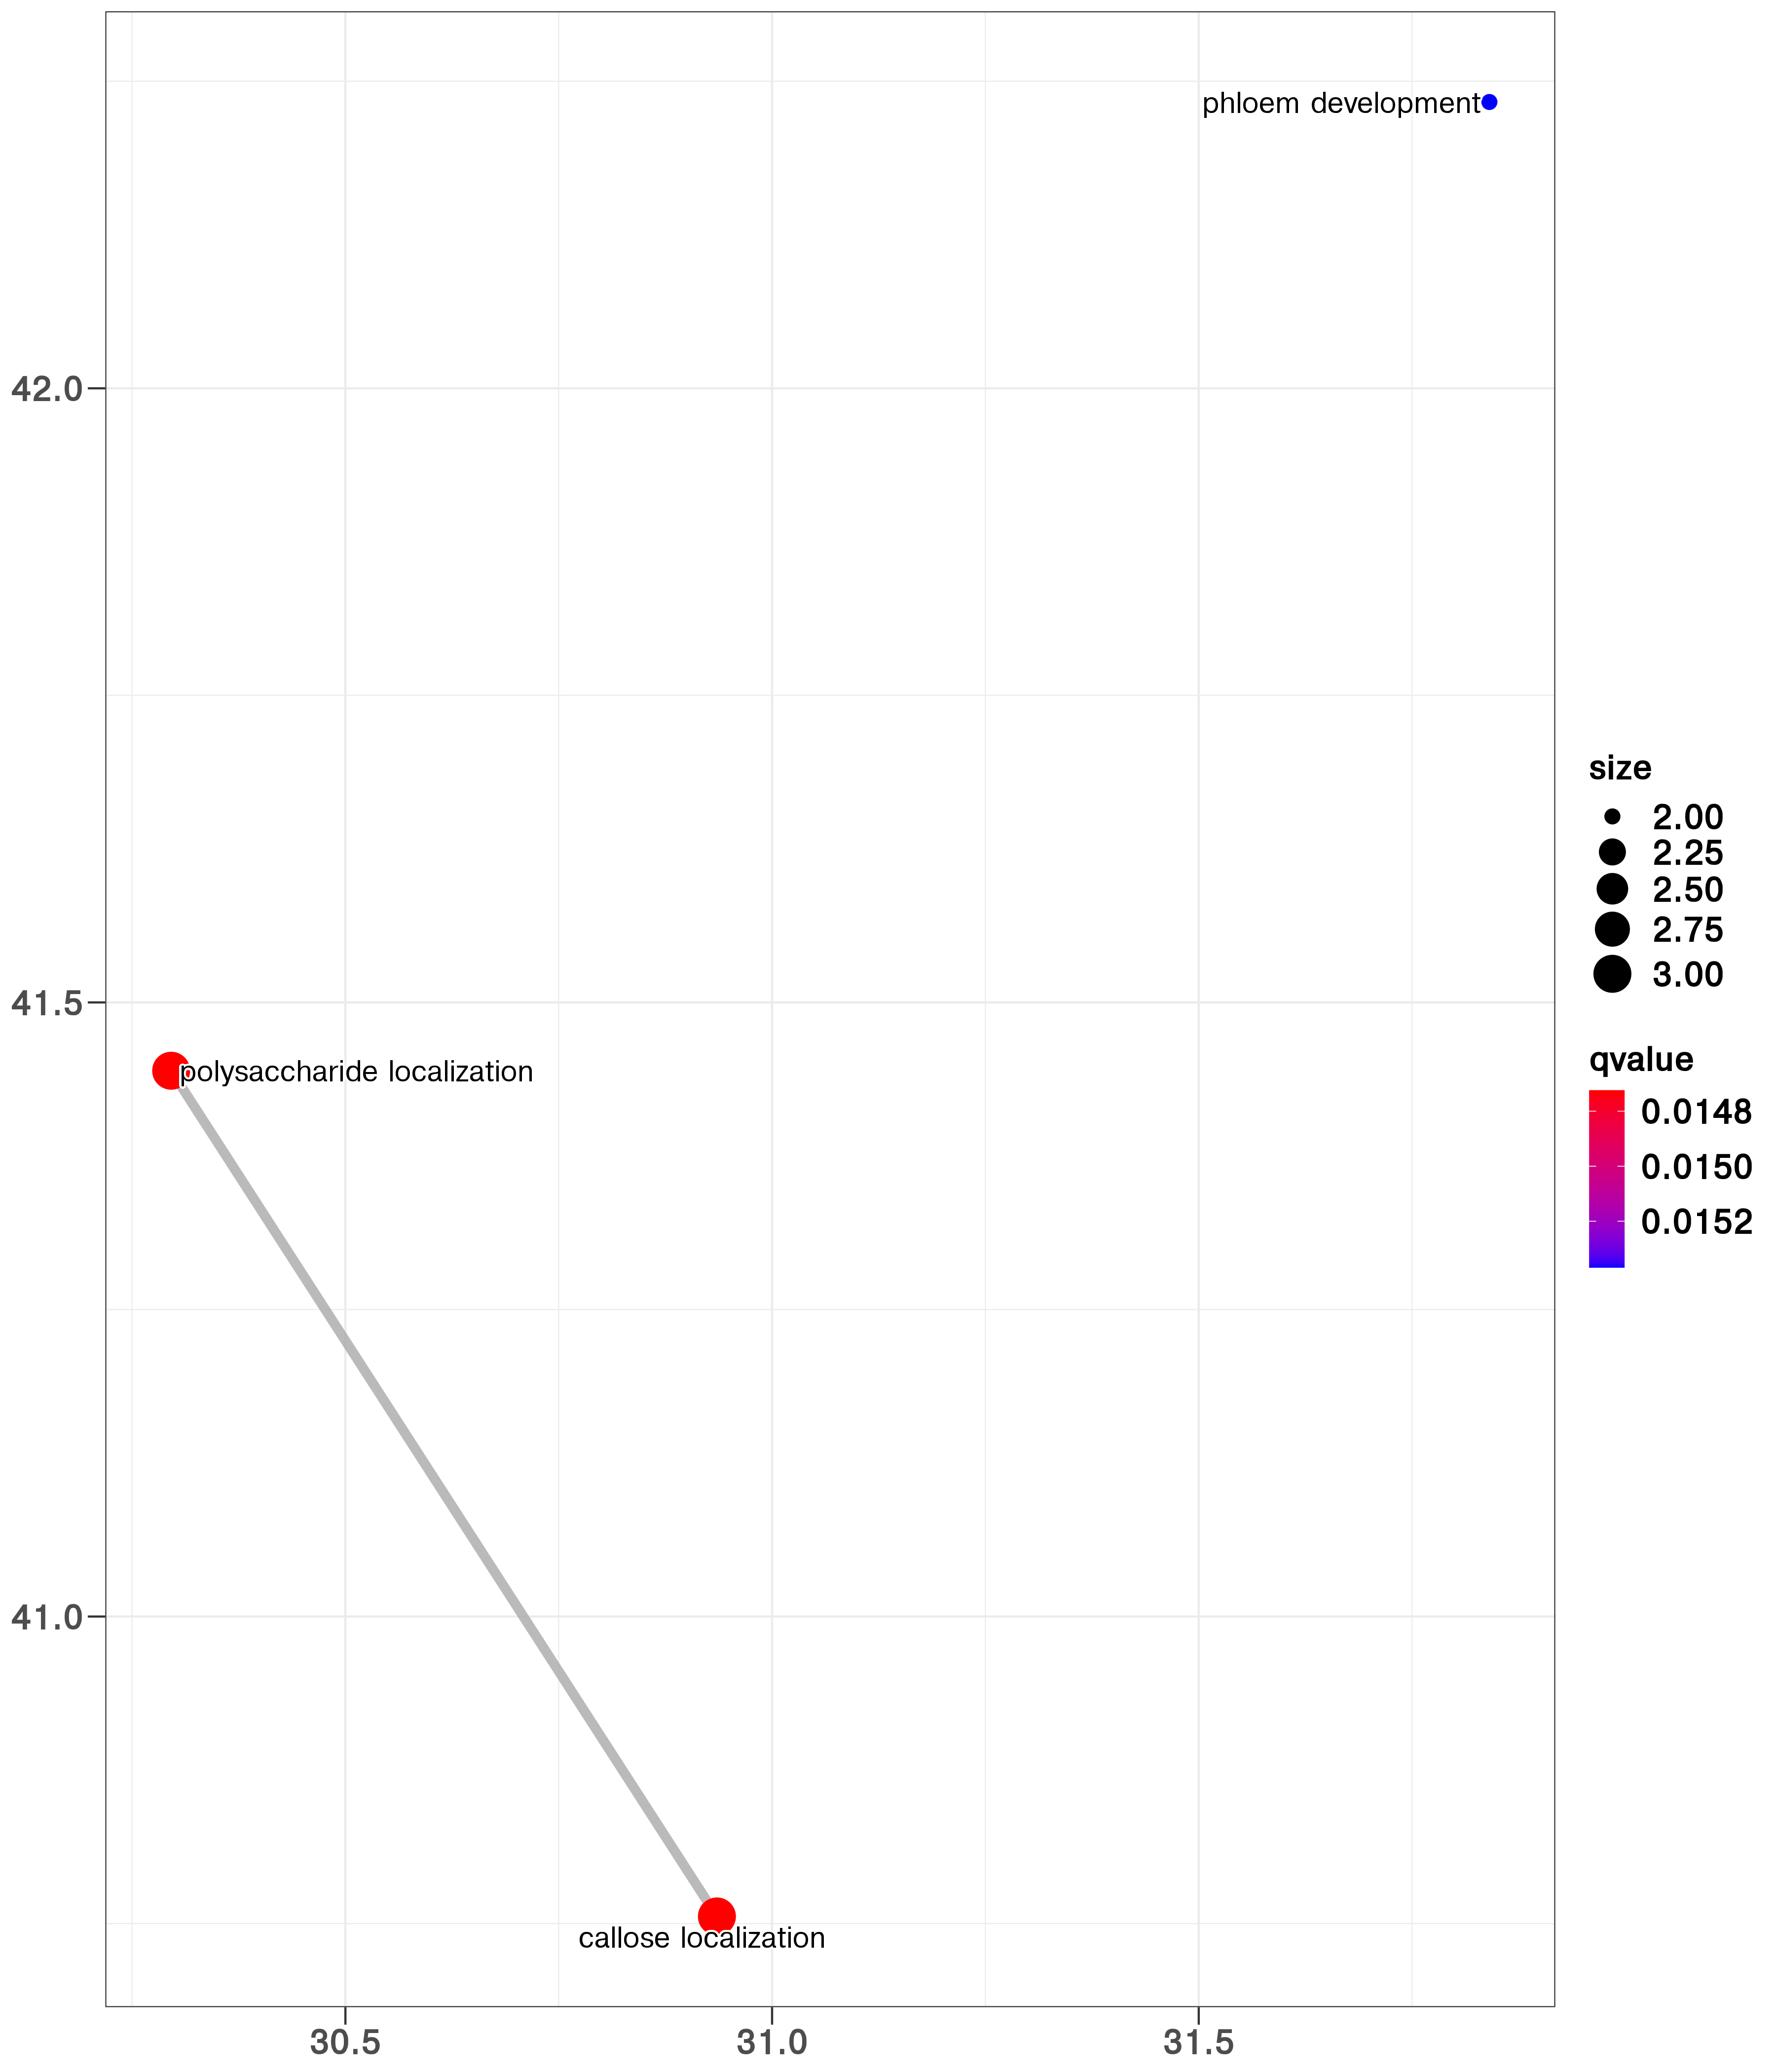 phloem development
42.0
41.5
polysaccharide localization
41.0
callose localization
30.5 31.0 31.5
size
2.00
2.25
2.50
2.75
3.00
qvalue
0.0148
0.0150
0.0152